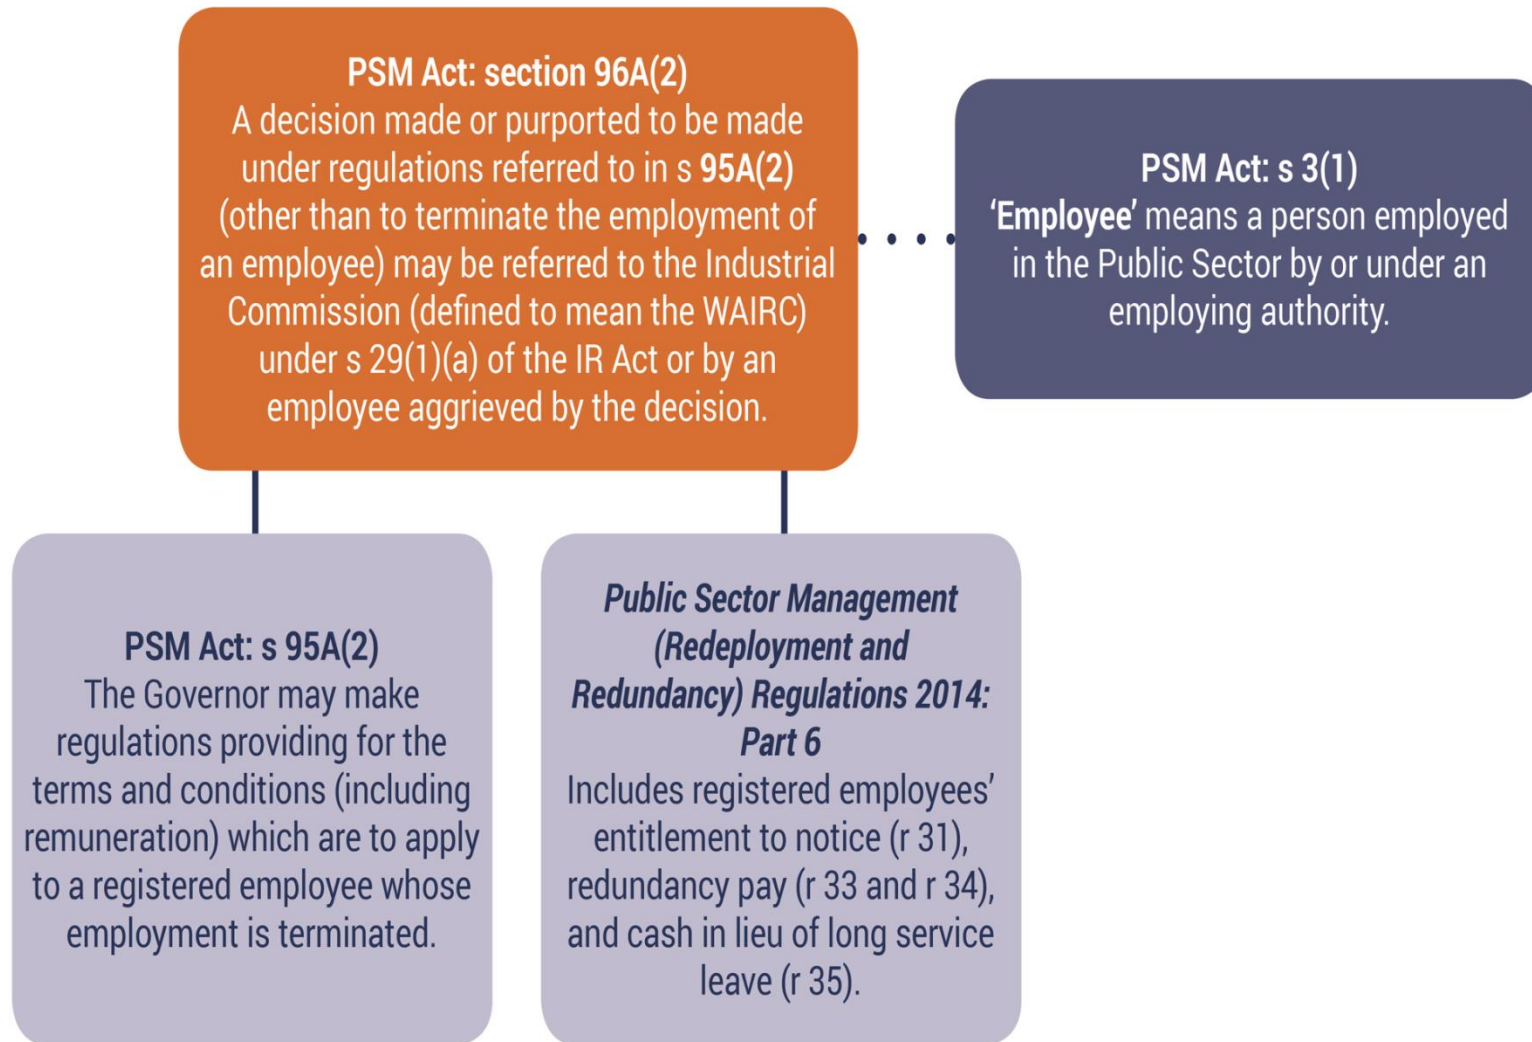 PSM Act: section 96A(2)
A decision made or purported to be made
under regulations referred to in s 95A(2)
(other than to terminate the employment of
an employee) may be referred to the Industrial
Commission (defined to mean the WAIRC)
under s 29(1)(a) of the IR Act or by an
employee aggrieved by the decision.
PSM Act: s 3(1)
‘Employee’ means a person employed
in the Public Sector by or under an
employing authority.
PSM Act: s 95A(2)
The Governor may make
regulations providing for the
terms and conditions (including
remuneration) which are to apply
to a registered employee whose
employment is terminated.
Public Sector Management
(Redeployment and
Redundancy) Regulations 2014:
Part 6
Includes registered employees’
entitlement to notice (r 31),
redundancy pay (r 33 and r 34),
and cash in lieu of long service
leave (r 35).